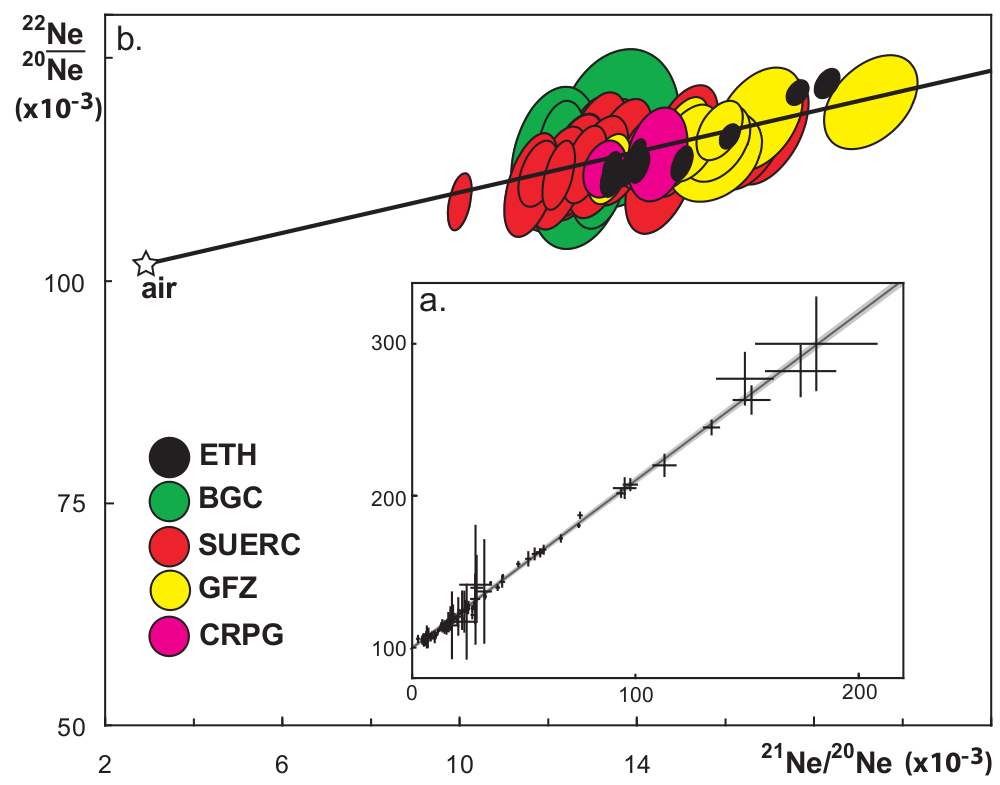 ²²Ne
²⁰Ne
(x10⁻³)
b.
100
75
50
air
a.
300
200
100
0
100
200
ETH
BGC
SUERC
GFZ
CRPG
2
6
10
14
²¹Ne/²⁰Ne (x10⁻³)